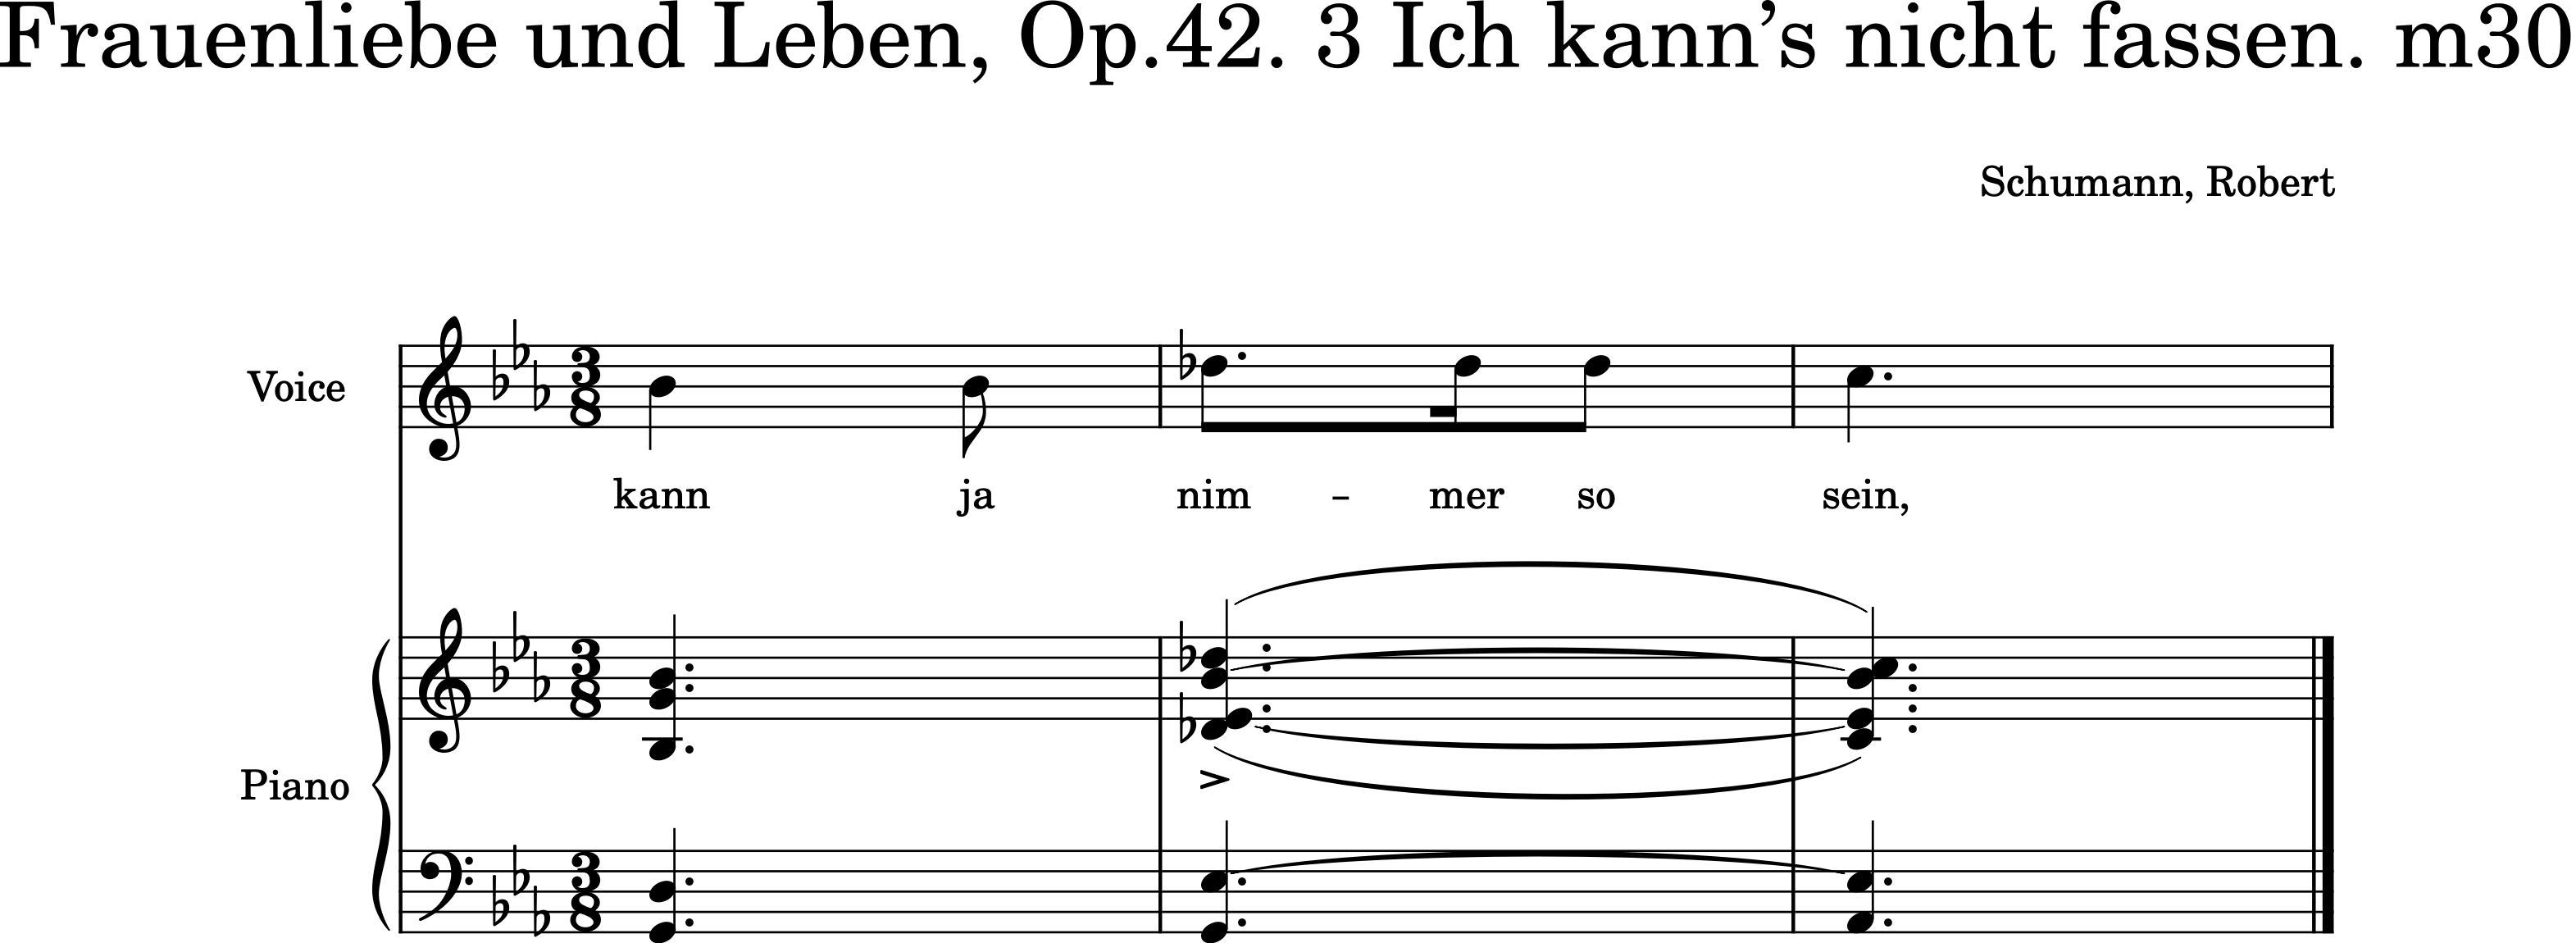 Frauenliebe und Leben, Op.42. 3 Ich kann’s nicht fassen. m30
Schumann, Robert
Voice
kann ja nim – mer so sein,
Piano